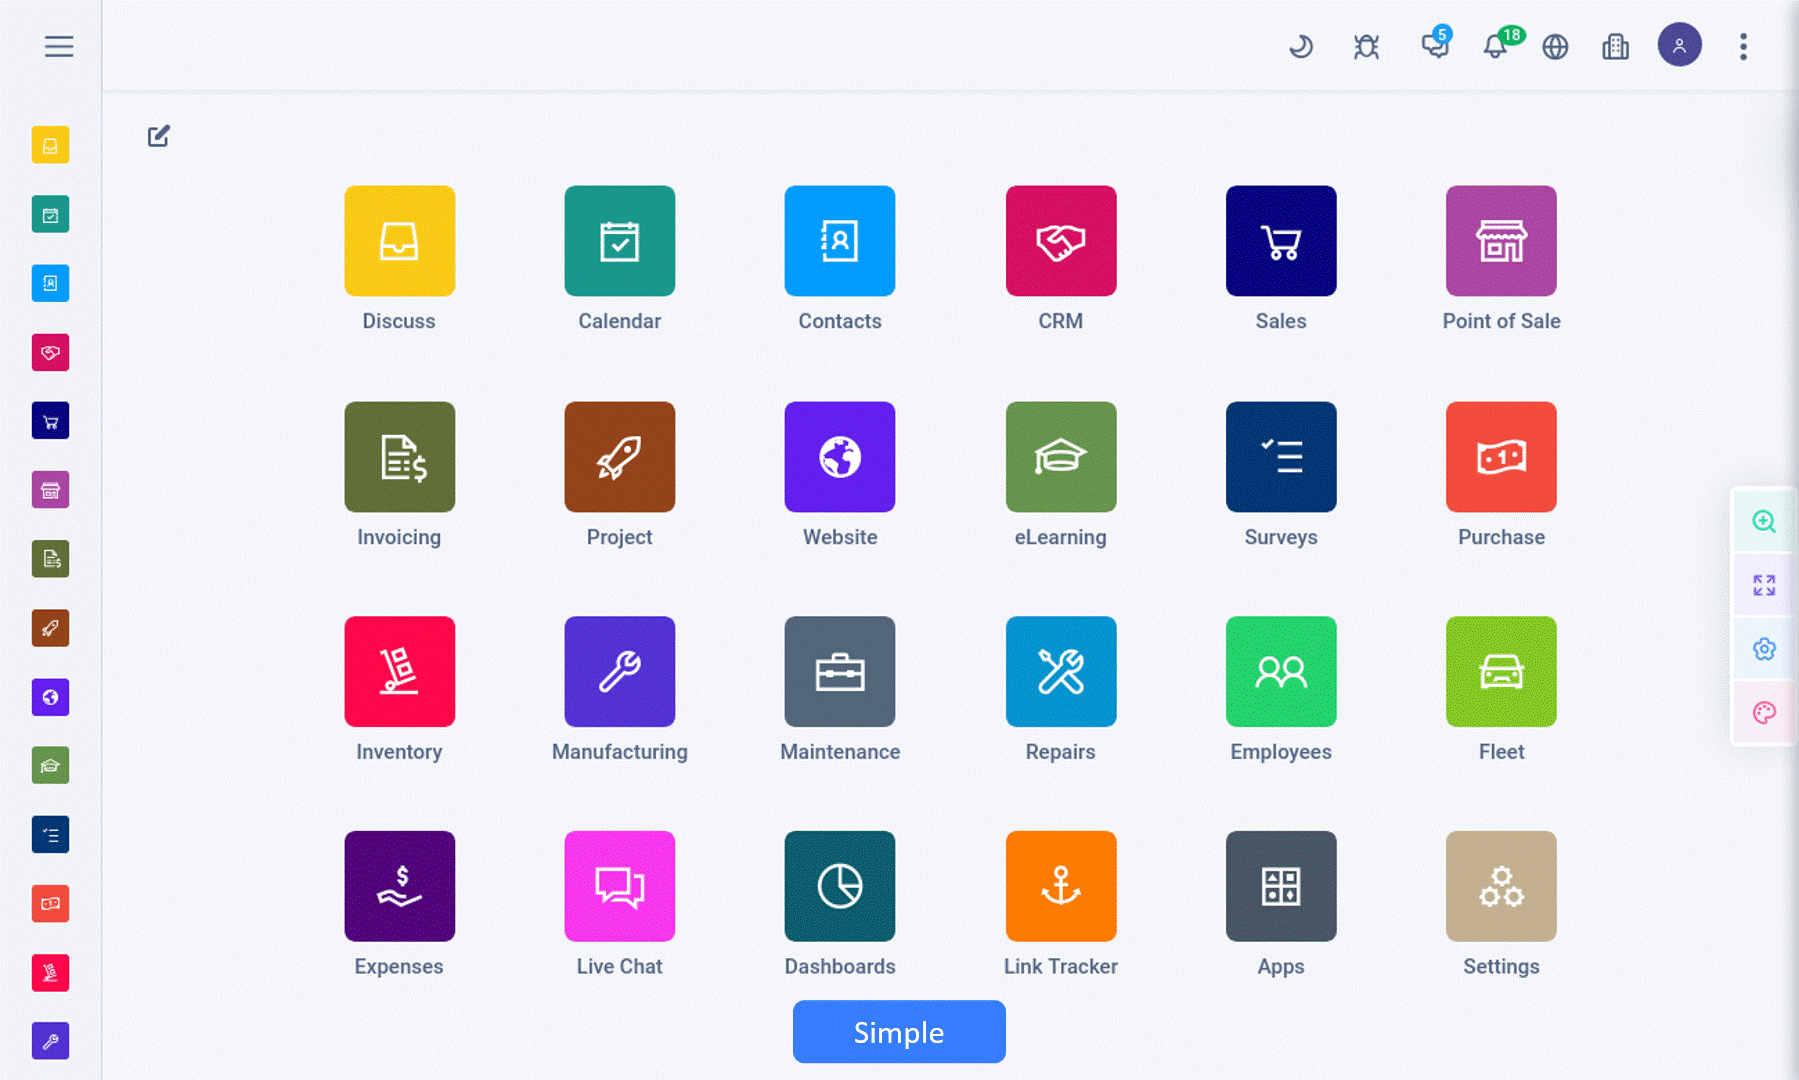 5
18
Discuss
Calendar
Contacts
CRM
Sales
Point of Sale
Invoicing
Project
Website
eLearning
Surveys
Purchase
Inventory
Manufacturing
Maintenance
Repairs
Employees
Fleet
Expenses
Live Chat
Dashboards
Link Tracker
Apps
Settings
Simple